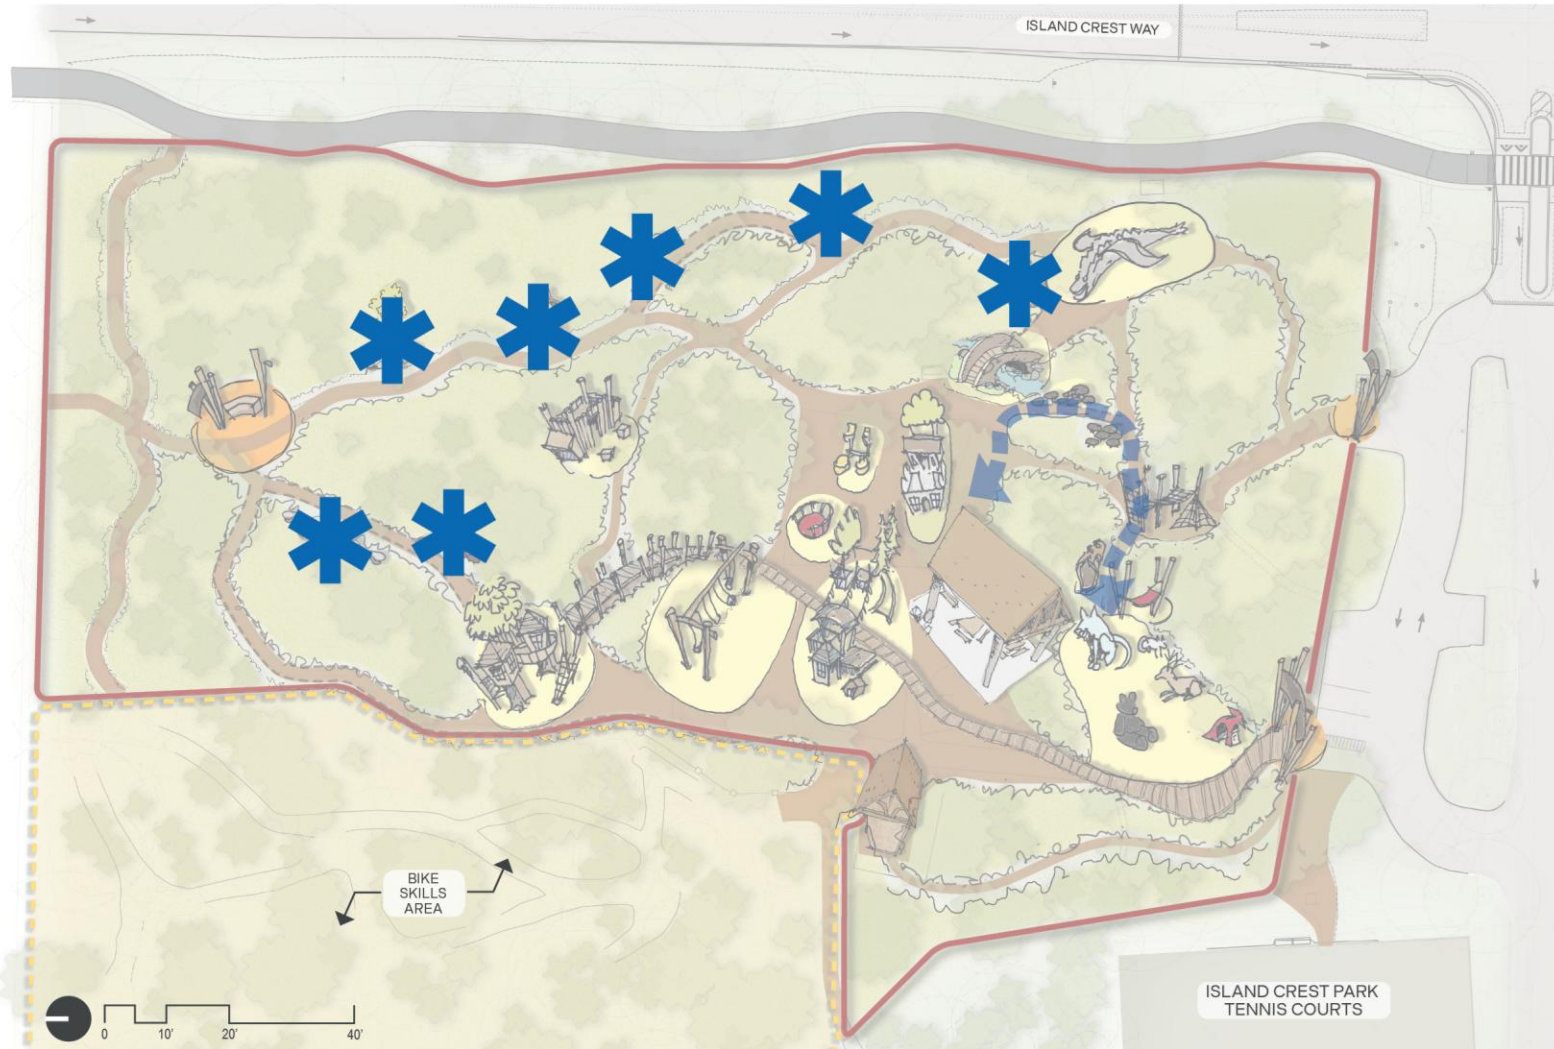 ISLAND CREST WAY
BIKE
SKILLS
AREA
ISLAND CREST PARK
TENNIS COURTS
0 10' 20' 40'